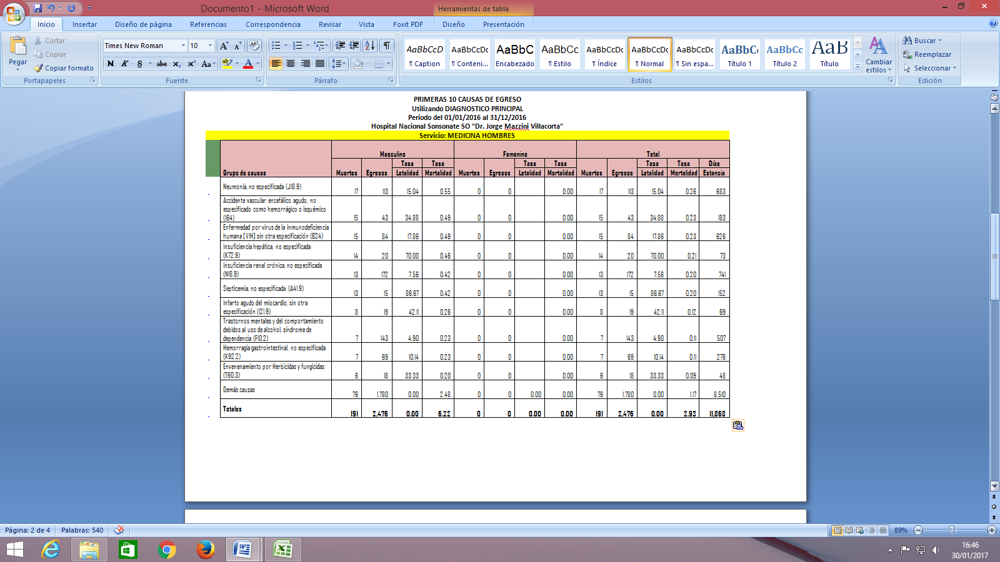 Documento1 - Microsoft Word
Herramientas de tabla
Inicio Insertar Diseño de página Referencias Correspondencia Revisar Vista Foxit PDF Diseño Presentación
Pegar
Cortar
Copiar
Copiar formato
Portapapeles
Times New Roman 10
N K S abc x₂ x² Aa
Fuente
Párrafo
AaBbCcD AaBbCcDc AaBbC AaBbCc AaBbCcDc AaBbCcDc AaBbCcDc AaBbC AaBbCc AaB
¶ Caption ¶ Conteni... Encabezado ¶ Estilo ¶ Índice ¶ Normal ¶ Sin espa... Título 1 Título 2 Título
Cambiar estilos
Estilos
Buscar
Reemplazar
Seleccionar
Edición
PRIMERAS 10 CAUSAS DE EGRESO
Utilizando DIAGNOSTICO PRINCIPAL
Período del 01/01/2016 al 31/12/2016
Hospital Nacional Sonsonate SO "Dr. Jorge Mazzini Villacorta"
Servicio: MEDICINA HOMBRES
Masculino Femenino Total
Grupo de causas Muertes Egresos Tasa Letalidad Tasa Mortalidad Muertes Egresos Tasa Letalidad Tasa Mortalidad Muertes Egresos Tasa Letalidad Tasa Mortalidad Días Estancia
Neumonía, no especificada (J18.9) 17 113 15.04 0.55 0 0 0.00 17 113 15.04 0.26 683
Accidente vascular encefálico agudo, no
especificado como hemorrágico o isquémico
(I64) 15 43 34.88 0.49 0 0 0.00 15 43 34.88 0.23 183
Enfermedad por virus de la inmunodeficiencia
humana [VIH] sin otra especificación (B24) 15 84 17.86 0.49 0 0 0.00 15 84 17.86 0.23 626
Insuficiencia hepática, no especificada
(K72.9) 14 20 70.00 0.46 0 0 0.00 14 20 70.00 0.21 73
Insuficiencia renal crónica, no especificada
(N18.9) 13 172 7.56 0.42 0 0 0.00 13 172 7.56 0.20 741
Septicemia, no especificada (A41.9) 13 15 86.67 0.42 0 0 0.00 13 15 86.67 0.20 152
Infarto agudo del miocardio, sin otra
especificación (I21.9) 8 19 42.11 0.26 0 0 0.00 8 19 42.11 0.12 69
Trastornos mentales y del comportamiento
debidos al uso de alcohol, síndrome de
dependencia (F10.2) 7 143 4.90 0.23 0 0 0.00 7 143 4.90 0.11 507
Hemorragia gastrointestinal, no especificada
(K92.2) 7 69 10.14 0.23 0 0 0.00 7 69 10.14 0.11 276
Envenenamiento por Herbicidas y fungicidas
(T60.3) 6 18 33.33 0.20 0 0 0.00 6 18 33.33 0.09 48
Demás causas 76 1,780 0.00 2.48 0 0 0.00 0.00 76 1,780 0.00 1.17 8,510
Totales 191 2,476 0.00 6.22 0 0 0.00 0.00 191 2,476 0.00 2.93 11,868
Página: 2 de 4 Palabras: 540
89%
16:46
30/01/2017